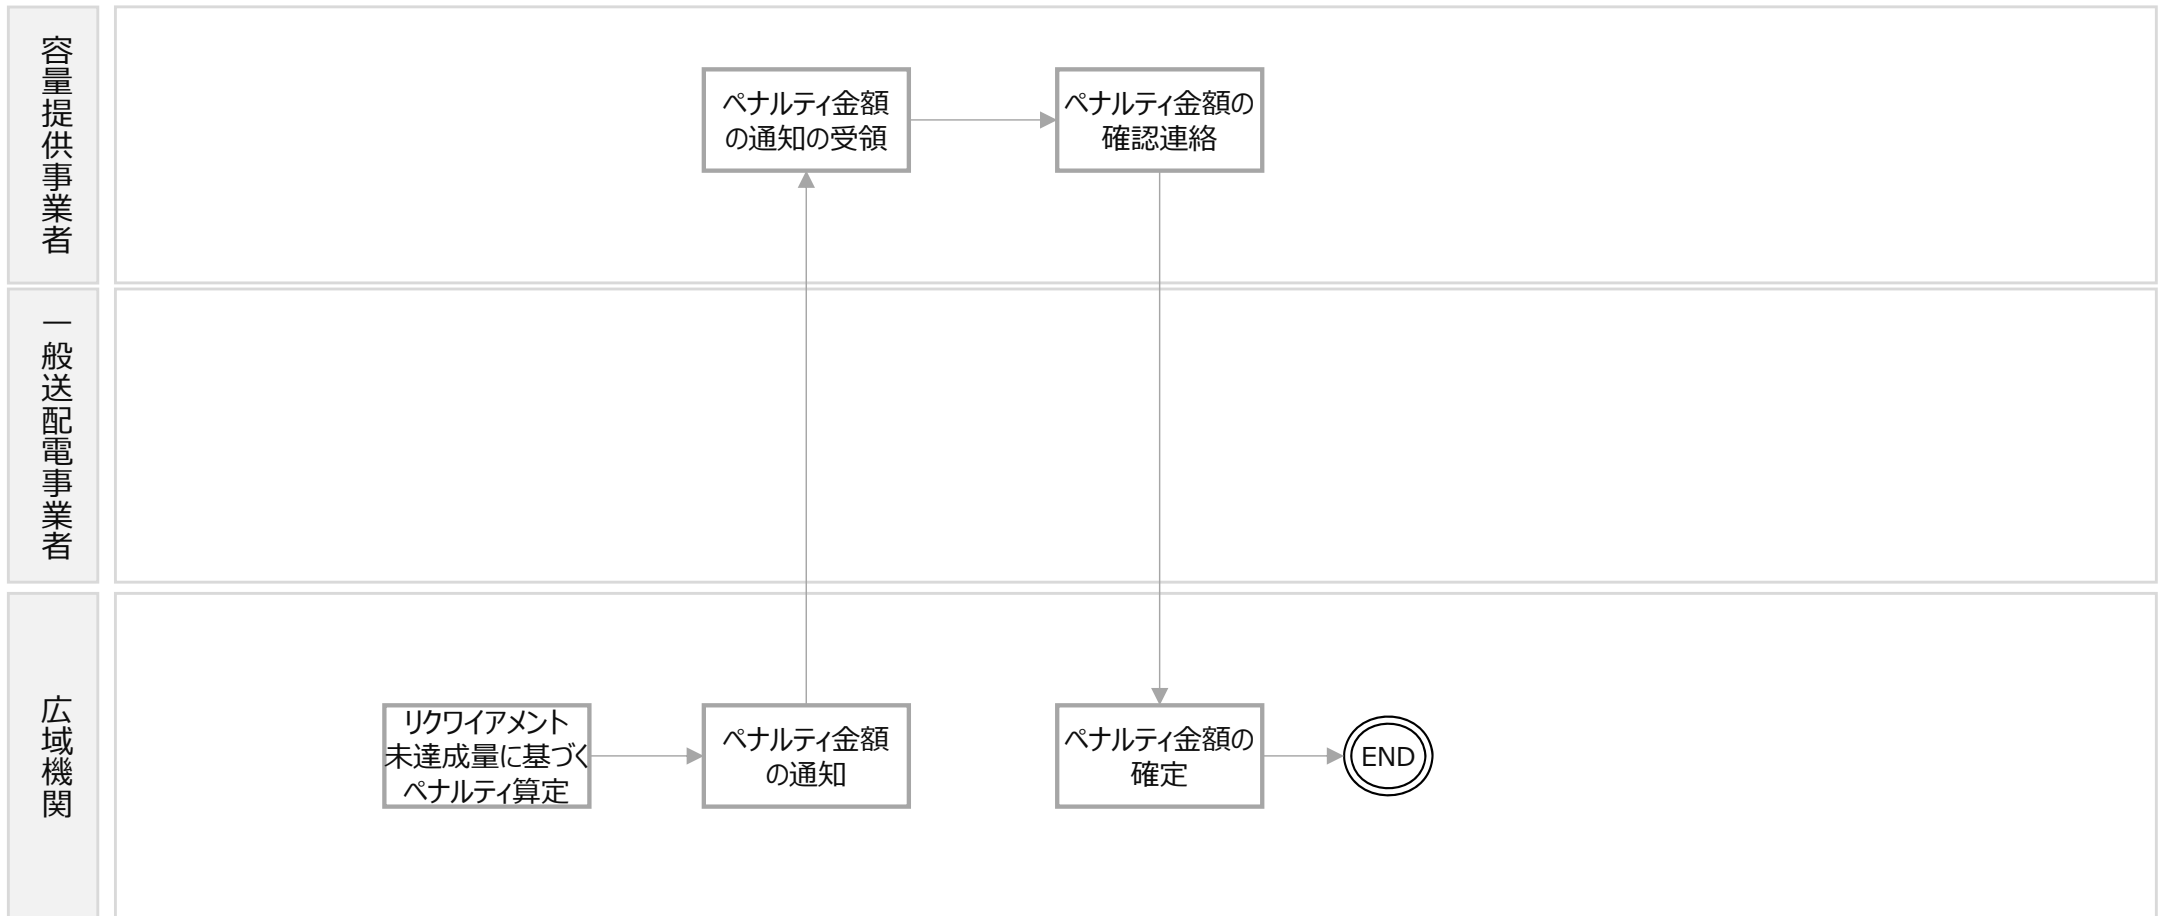 容量提供事業者
ペナルティ金額
の通知の受領
ペナルティ金額の
確認連絡
一般送配電事業者
広域機関
リクワイアメント
未達成量に基づく
ペナルティ算定
ペナルティ金額
の通知
ペナルティ金額の
確定
END